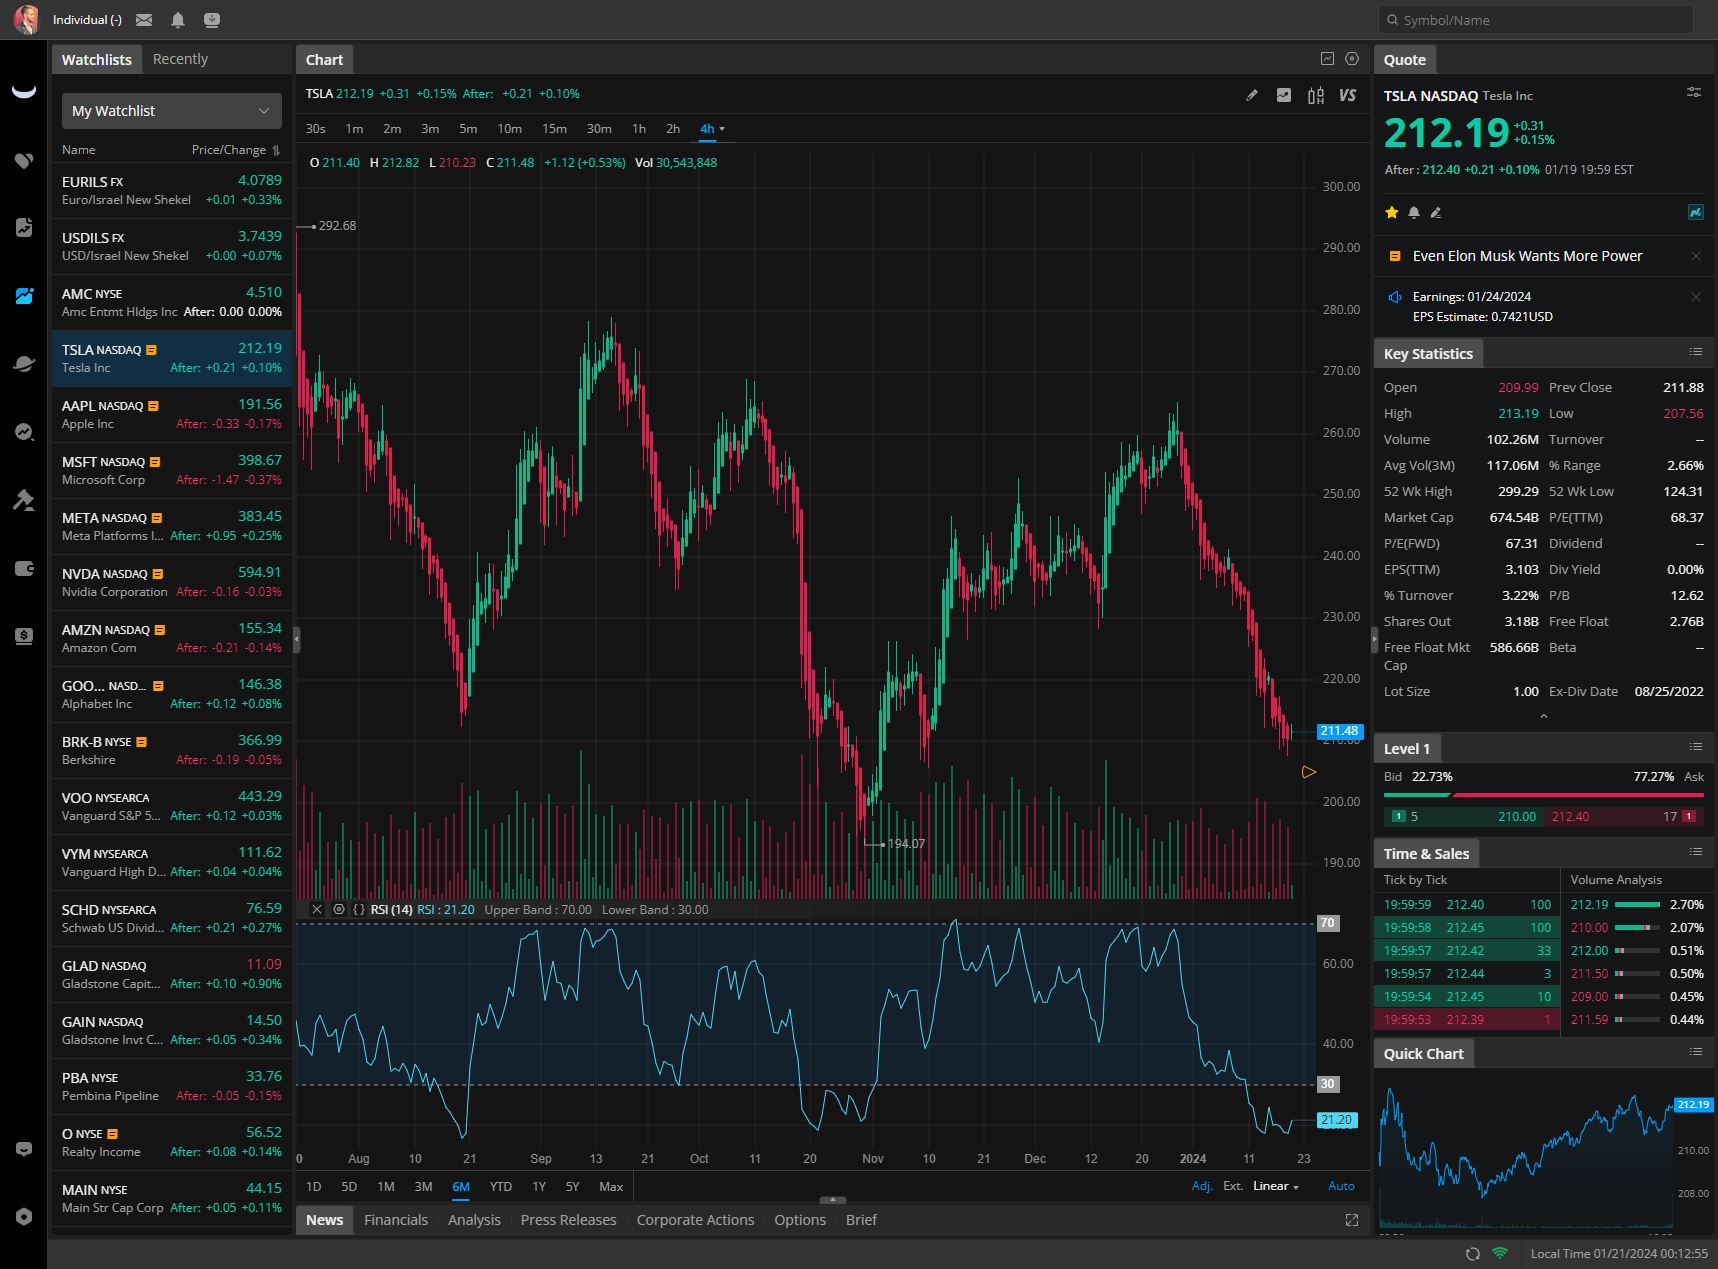 Individual (-)
Symbol/Name
Watchlists Recently
My Watchlist
Name Price/Change
EURILS FX 4.0789
Euro/Israel New Shekel +0.01 +0.33%
USDILS FX 3.7439
USD/Israel New Shekel +0.00 +0.07%
AMC NYSE 4.510
Amc Entmt Hldgs Inc After: 0.00 0.00%
TSLA NASDAQ 212.19
Tesla Inc After: +0.21 +0.10%
AAPL NASDAQ 191.56
Apple Inc After: -0.33 -0.17%
MSFT NASDAQ 398.67
Microsoft Corp After: -1.47 -0.37%
META NASDAQ 383.45
Meta Platforms I... After: +0.95 +0.25%
NVDA NASDAQ 594.91
Nvidia Corporation After: -0.16 -0.03%
AMZN NASDAQ 155.34
Amazon Com After: -0.21 -0.14%
GOO... NASD... 146.38
Alphabet Inc After: +0.12 +0.08%
BRK-B NYSE 366.99
Berkshire After: -0.19 -0.05%
VOO NYSEARCA 443.29
Vanguard S&P 5... After: +0.12 +0.03%
VYM NYSEARCA 111.62
Vanguard High D... After: +0.04 +0.04%
SCHD NYSEARCA 76.59
Schwab US Divid... After: +0.21 +0.27%
GLAD NASDAQ 11.09
Gladstone Capit... After: +0.10 +0.90%
GAIN NASDAQ 14.50
Gladstone Invt C... After: +0.05 +0.34%
PBA NYSE 33.76
Pembina Pipeline After: -0.05 -0.15%
O NYSE 56.52
Realty Income After: +0.08 +0.14%
MAIN NYSE 44.15
Main Str Cap Corp After: +0.05 +0.11%
Chart
TSLA 212.19 +0.31 +0.15% After: +0.21 +0.10%
VS
30s 1m 2m 3m 5m 10m 15m 30m 1h 2h 4h
O 211.40 H 212.82 L 210.23 C 211.48 +1.12 (+0.53%) Vol 30,543,848
300.00
292.68
290.00
280.00
270.00
260.00
250.00
240.00
230.00
220.00
211.48
210.00
200.00
194.07
190.00
{} RSI (14) RSI : 21.20 Upper Band : 70.00 Lower Band : 30.00
70
60.00
40.00
30
21.20
0 Aug 10 21 Sep 13 21 Oct 11 20 Nov 10 21 Dec 12 20 2024 11 23
1D 5D 1M 3M 6M YTD 1Y 5Y Max Adj. Ext. Linear Auto
News Financials Analysis Press Releases Corporate Actions Options Brief
Quote
TSLA NASDAQ Tesla Inc
212.19 +0.31
+0.15%
After : 212.40 +0.21 +0.10% 01/19 19:59 EST
Even Elon Musk Wants More Power
Earnings: 01/24/2024
EPS Estimate: 0.7421USD
Key Statistics
Open 209.99 Prev Close 211.88
High 213.19 Low 207.56
Volume 102.26M Turnover --
Avg Vol(3M) 117.06M % Range 2.66%
52 Wk High 299.29 52 Wk Low 124.31
Market Cap 674.54B P/E(TTM) 68.37
P/E(FWD) 67.31 Dividend --
EPS(TTM) 3.103 Div Yield 0.00%
% Turnover 3.22% P/B 12.62
Shares Out 3.18B Free Float 2.76B
Free Float Mkt 586.66B Beta --
Cap
Lot Size 1.00 Ex-Div Date 08/25/2022
Level 1
Bid 22.73% 77.27% Ask
1 5 210.00 212.40 17 1
Time & Sales
Tick by Tick Volume Analysis
19:59:59 212.40 100 212.19 2.70%
19:59:58 212.45 100 210.00 2.07%
19:59:57 212.42 33 212.00 0.51%
19:59:57 212.44 3 211.50 0.50%
19:59:54 212.45 10 209.00 0.45%
19:59:53 212.39 1 211.59 0.44%
Quick Chart
212.19
210.00
208.00
Local Time 01/21/2024 00:12:55